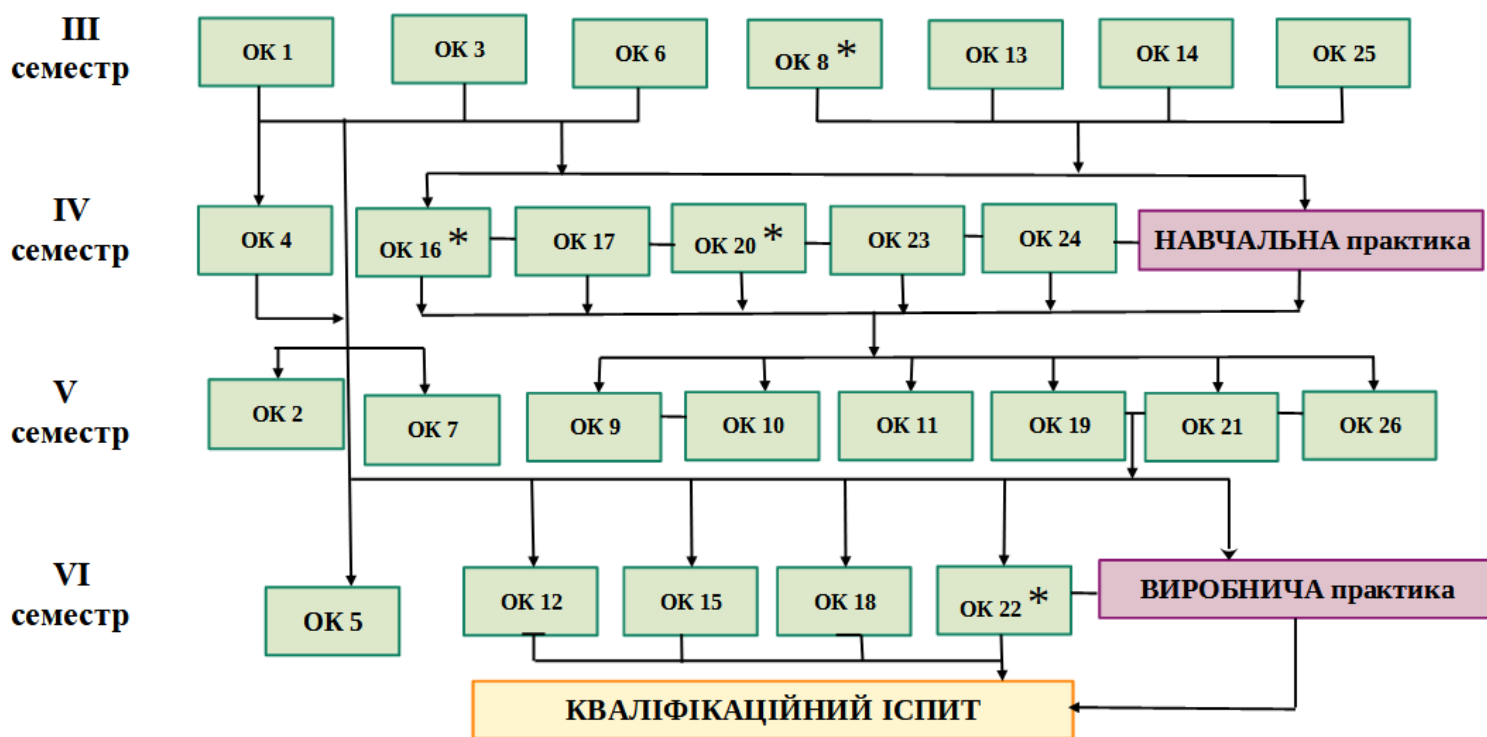 III
семестр
ОК 1
ОК 3
ОК 6
ОК 8 *
ОК 13
ОК 14
ОК 25
IV
семестр
ОК 4
ОК 16 *
ОК 17
ОК 20 *
ОК 23
ОК 24
НАВЧАЛЬНА практика
V
семестр
ОК 2
ОК 7
ОК 9
ОК 10
ОК 11
ОК 19
ОК 21
ОК 26
VI
семестр
ОК 5
ОК 12
ОК 15
ОК 18
ОК 22 *
ВИРОБНИЧА практика
КВАЛІФІКАЦІЙНИЙ ІСПИТ